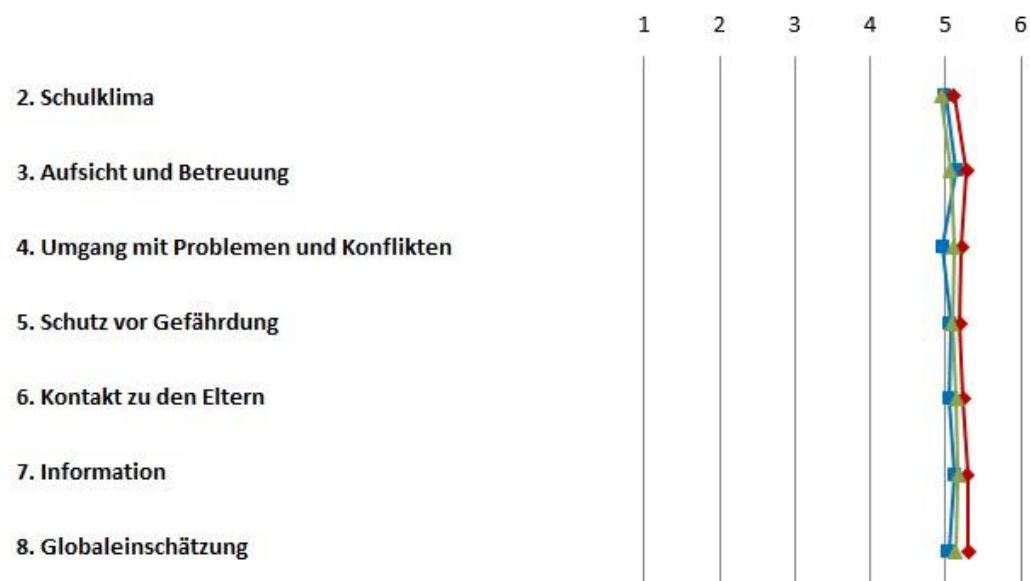 1 2 3 4 5 6
2. Schulklima
3. Aufsicht und Betreuung
4. Umgang mit Problemen und Konflikten
5. Schutz vor Gefährdung
6. Kontakt zu den Eltern
7. Information
8. Globaleinschätzung